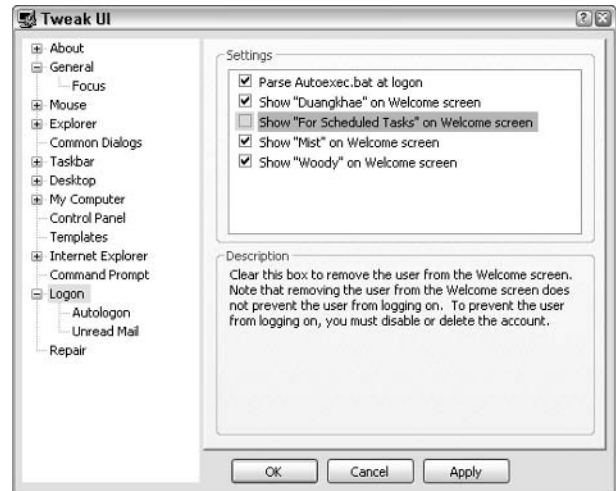 Tweak UI
About
General
Focus
Mouse
Explorer
Common Dialogs
Taskbar
Desktop
My Computer
Control Panel
Templates
Internet Explorer
Command Prompt
Logon
Autologon
Unread Mail
Repair
Settings
Parse Autoexec.bat at logon
Show "Duangkhae" on Welcome screen
Show "For Scheduled Tasks" on Welcome screen
Show "Mist" on Welcome screen
Show "Woody" on Welcome screen
Description
Clear this box to remove the user from the Welcome screen.
Note that removing the user from the Welcome screen does
not prevent the user from logging on. To prevent the user
from logging on, you must disable or delete the account.
OK
Cancel
Apply